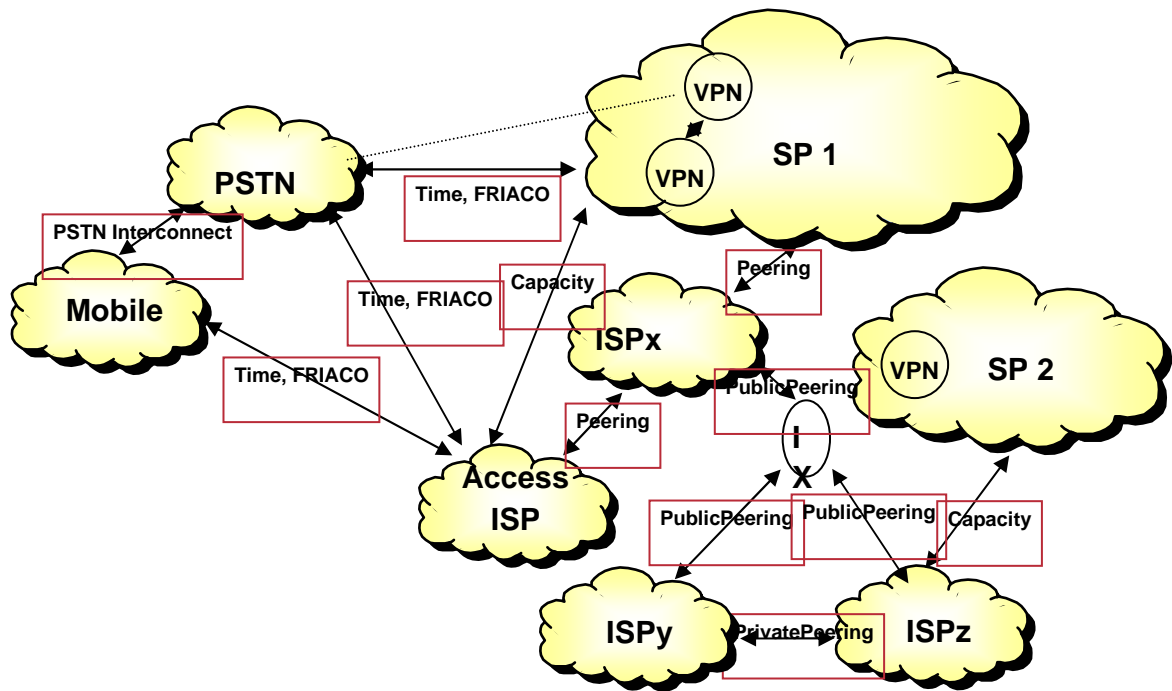 VPN
SP 1
VPN
PSTN
Time, FRIACO
PSTN Interconnect
Mobile
Time, FRIACO
Capacity
Peering
ISPx
Time, FRIACO
PublicPeering
VPN
SP 2
Peering
I
X
Access
ISP
PublicPeering
PublicPeering
Capacity
ISPy
PrivatePeering
ISPz